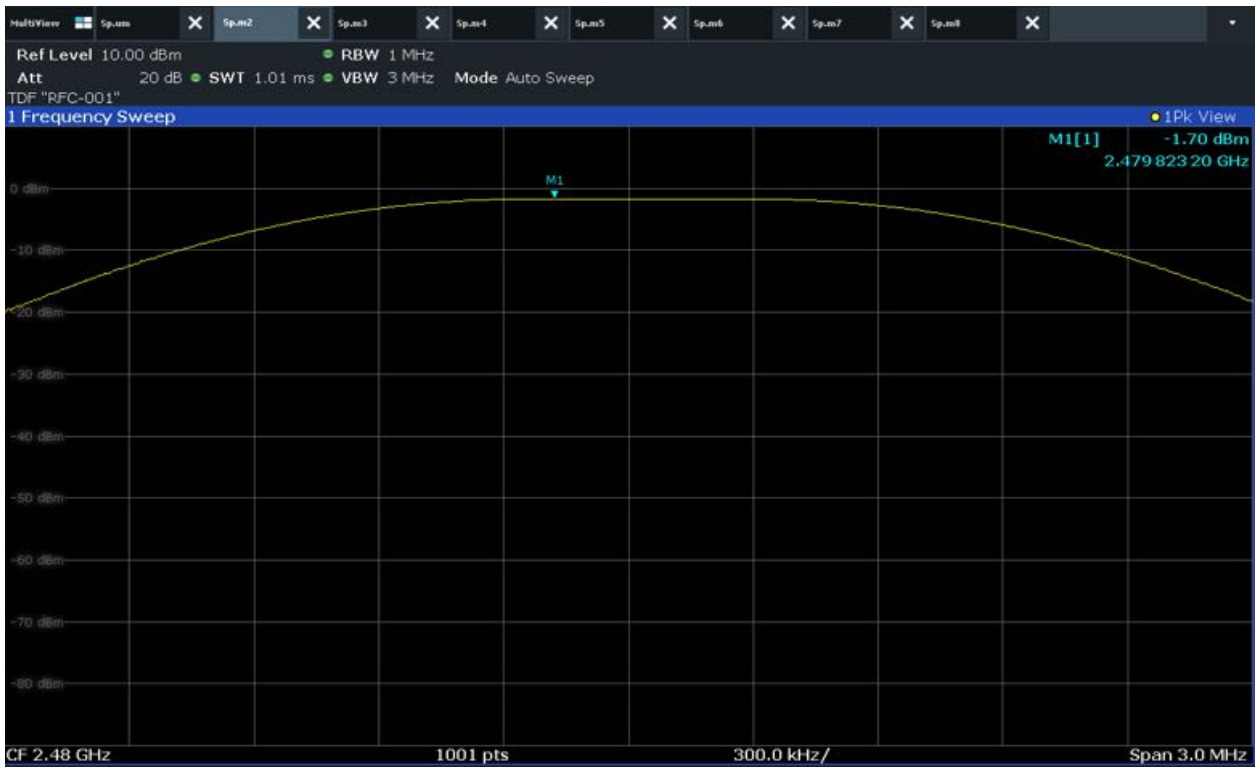 MultiView Sp.um Sp.m2 Sp.m3 Sp.m4 Sp.m5 Sp.m6 Sp.m7 Sp.m8
Ref Level 10.00 dBm RBW 1 MHz
Att 20 dB SWT 1.01 ms VBW 3 MHz Mode Auto Sweep
TDF "RFC-001"
1 Frequency Sweep 1Pk View
M1[1] -1.70 dBm
2.479 823 20 GHz
M1
0 dBm
-10 dBm
-20 dBm
-30 dBm
-40 dBm
-50 dBm
-60 dBm
-70 dBm
-80 dBm
CF 2.48 GHz 1001 pts 300.0 kHz/ Span 3.0 MHz